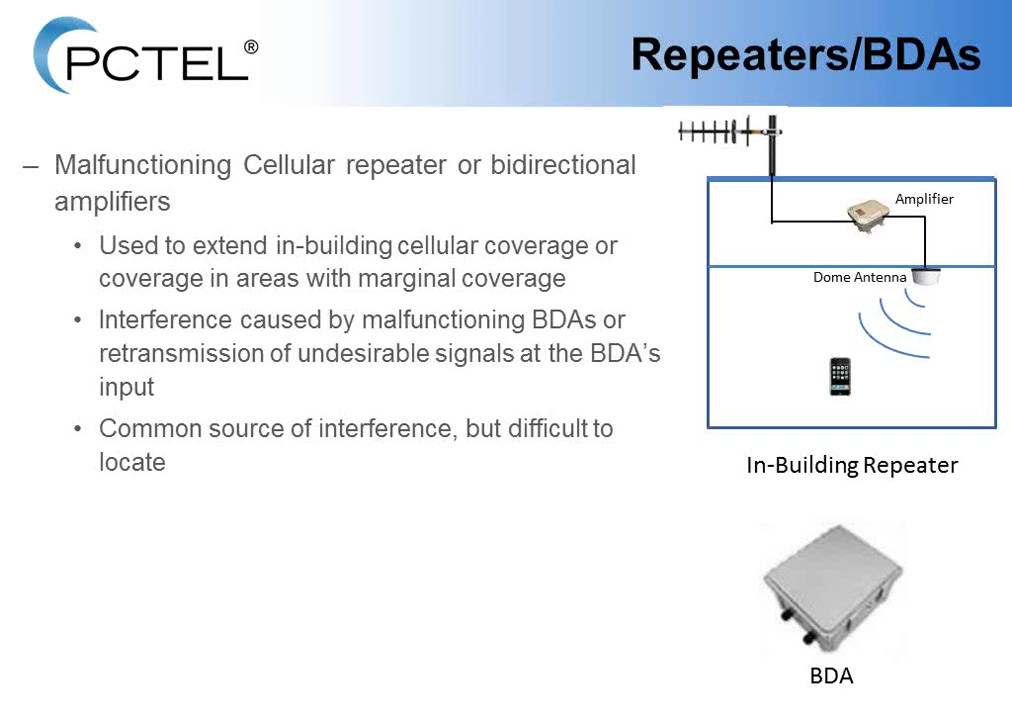 PCTEL®
Repeaters/BDAs
– Malfunctioning Cellular repeater or bidirectional
amplifiers
• Used to extend in-building cellular coverage or
coverage in areas with marginal coverage
• Interference caused by malfunctioning BDAs or
retransmission of undesirable signals at the BDA’s
input
• Common source of interference, but difficult to
locate
Amplifier
Dome Antenna
In-Building Repeater
BDA